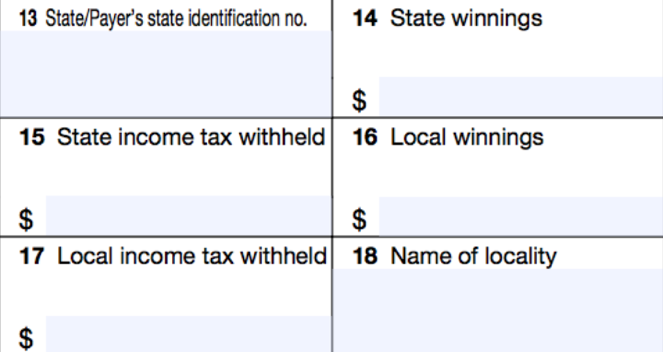 13 State/Payer's state identification no.
14 State winnings
$
15 State income tax withheld
16 Local winnings
$
$
17 Local income tax withheld
18 Name of locality
$